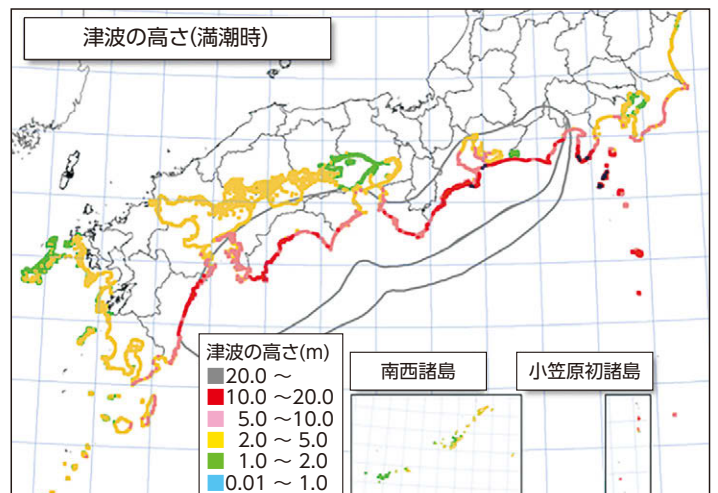 津波の高さ(満潮時)
津波の高さ(m)
20.0 ～
10.0 ～20.0
5.0 ～10.0
2.0 ～ 5.0
1.0 ～ 2.0
0.01 ～ 1.0
南西諸島
小笠原初諸島